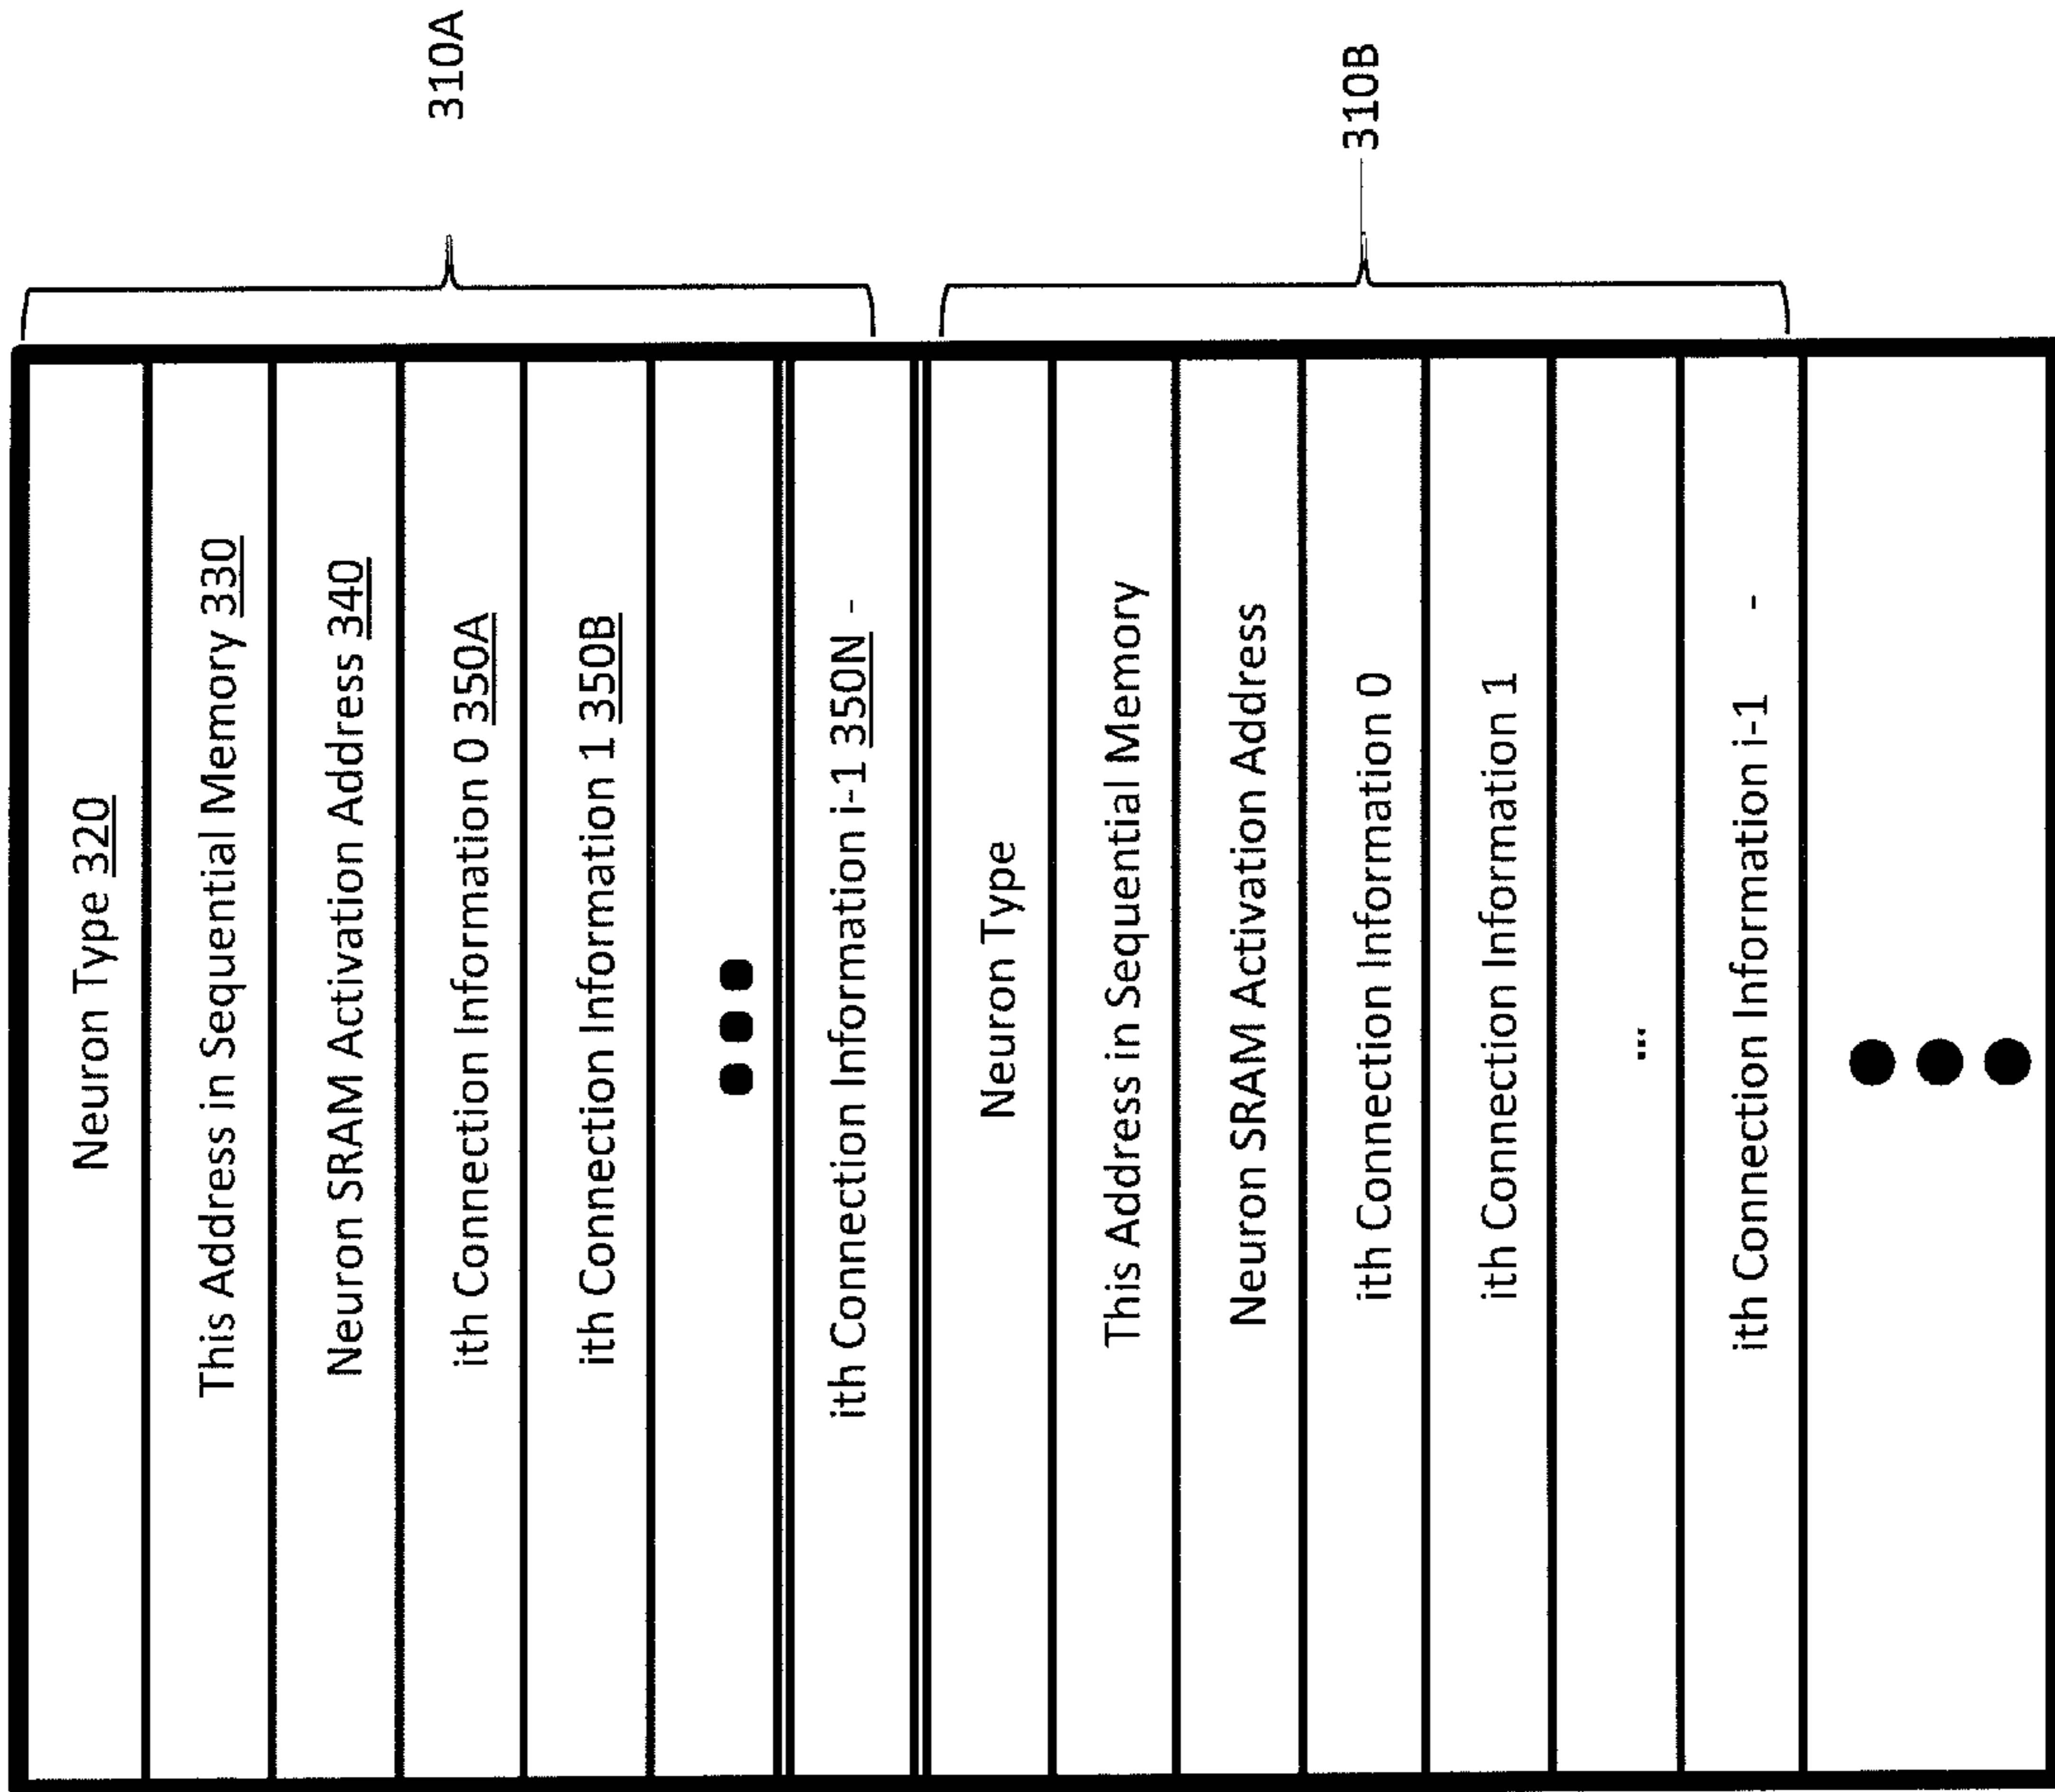 Neuron Type 320
This Address in Sequential Memory 330
Neuron SRAM Activation Address 340
ith Connection Information 0 350A
ith Connection Information 1 350B
ith Connection Information i-1 350N -
310A
Neuron Type
This Address in Sequential Memory
Neuron SRAM Activation Address
ith Connection Information 0
ith Connection Information 1
...
ith Connection Information i-1 -
310B